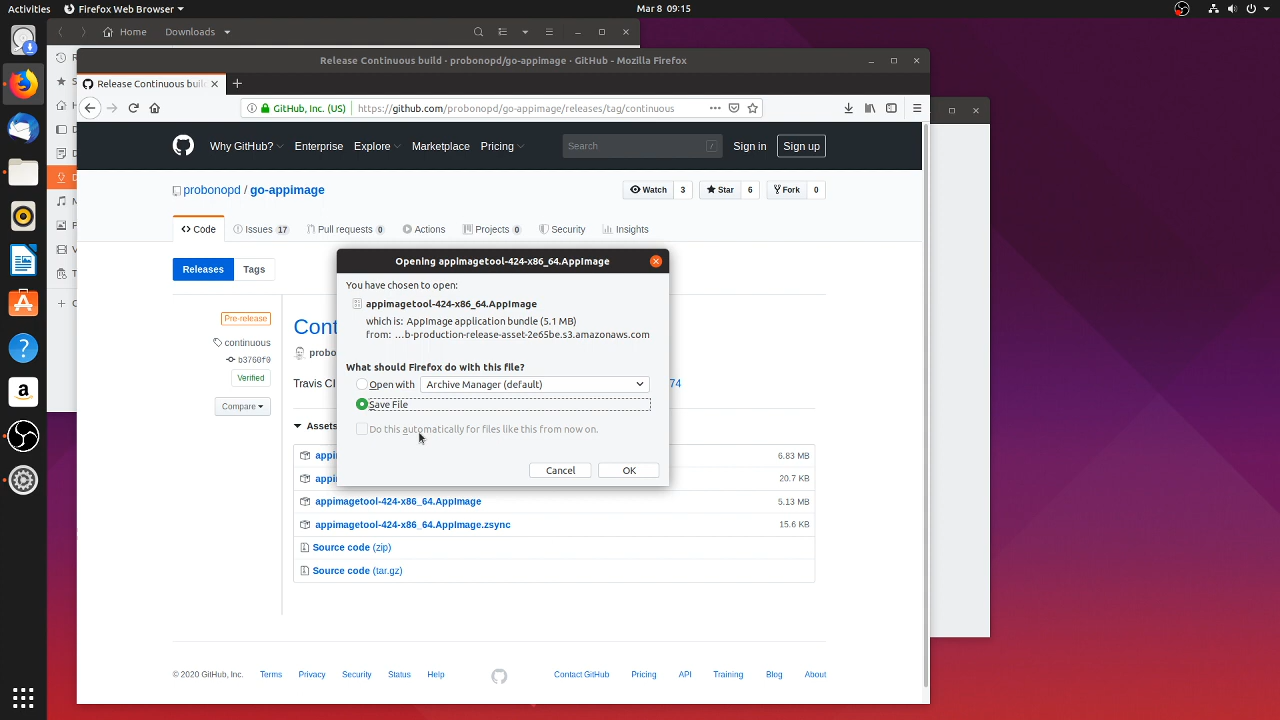 Activities Firefox Web Browser Mar 8 09:15
Home Downloads
Release Continuous build · probonopd/go-appimage · GitHub - Mozilla Firefox
Release Continuous buil
GitHub, Inc. (US) https://github.com/probonopd/go-appimage/releases/tag/continuous
Why GitHub? Enterprise Explore Marketplace Pricing Search / Sign in Sign up
probonopd / go-appimage Watch 3 Star 6 Fork 0
Code Issues 17 Pull requests 0 Actions Projects 0 Security Insights
Releases Tags
Opening appimagetool-424-x86_64.AppImage
You have chosen to open:
appimagetool-424-x86_64.AppImage
which is: AppImage application bundle (5.1 MB)
from: …b-production-release-asset-2e65be.s3.amazonaws.com
What should Firefox do with this file?
Open with Archive Manager (default)
Save File
Do this automatically for files like this from now on.
Cancel OK
Pre-release
continuous
b3760f0
Verified
Compare
Cont
probo
Travis CI 74
Assets
appi 6.83 MB
appi 20.7 KB
appimagetool-424-x86_64.AppImage 5.13 MB
appimagetool-424-x86_64.AppImage.zsync 15.6 KB
Source code (zip)
Source code (tar.gz)
© 2020 GitHub, Inc. Terms Privacy Security Status Help Contact GitHub Pricing API Training Blog About